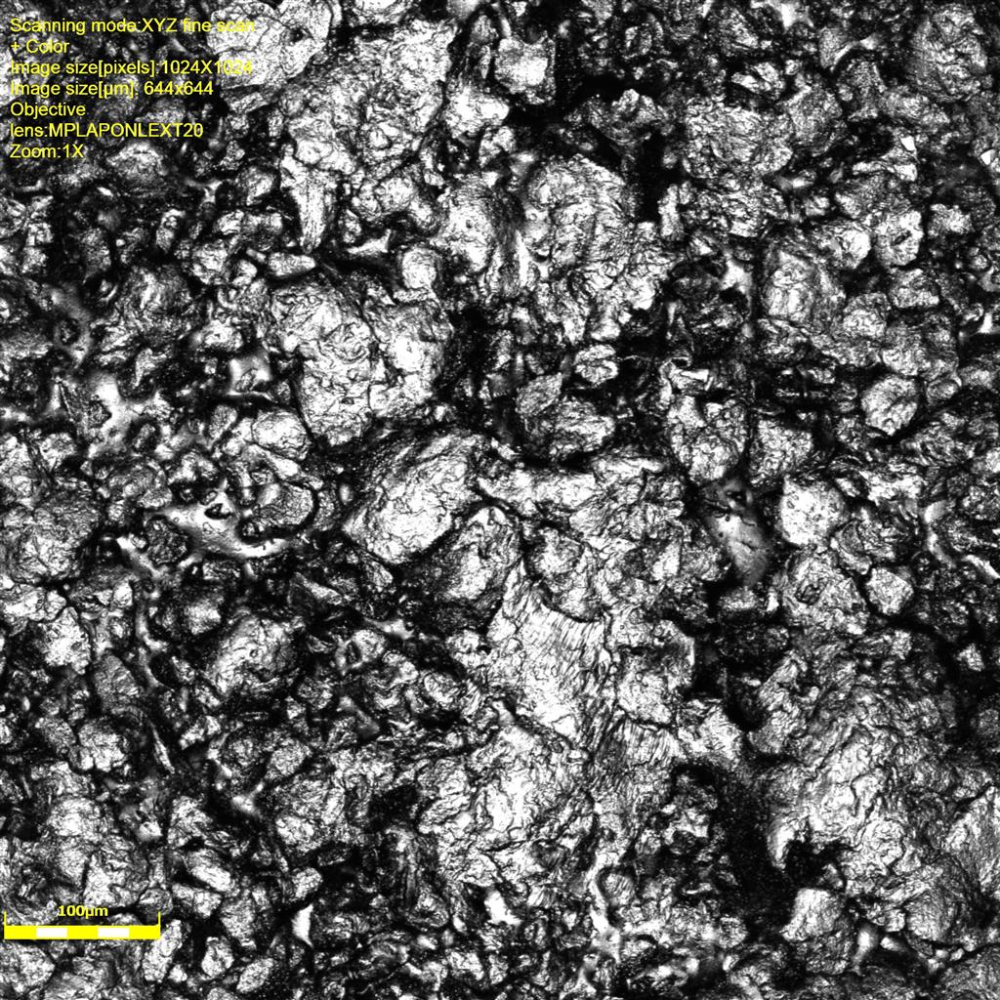 Scanning mode:XYZ fine scan
+ Color
Image size[pixels]:1024X1024
Image size[µm]: 644x644
Objective
lens:MPLAPONLEXT20
Zoom:1X
100µm